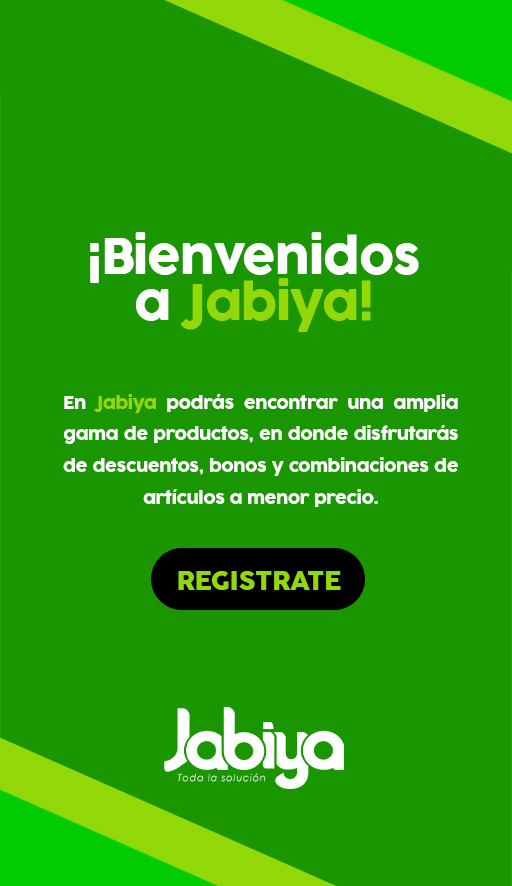 ¡Bienvenidos
a Jabiya!
En Jabiya podrás encontrar una amplia
gama de productos, en donde disfrutarás
de descuentos, bonos y combinaciones de
artículos a menor precio.
REGISTRATE
Jabiya
Toda la solución